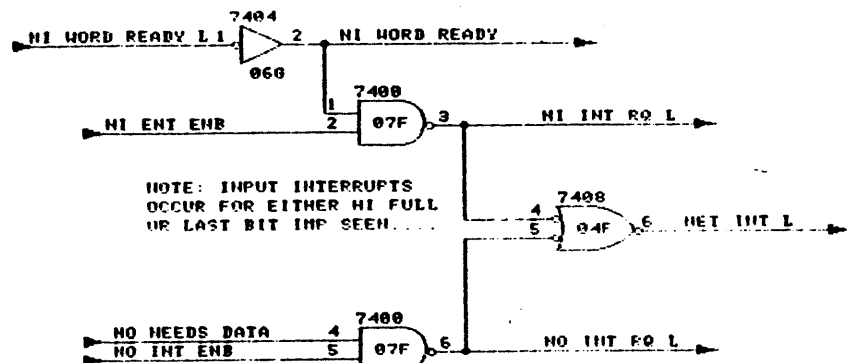 7404
NI WORD READY L 1 2 NI WORD READY
06G
7400
1
NI ENT ENB 2 07F 3 NI INT RQ L
NOTE: INPUT INTERRUPTS
OCCUR FOR EITHER NI FULL
OR LAST BIT IMP SEEN....
7408
4
5 04F 6 NET INT L
7400
NO NEEDS DATA 4
NO INT ENB 5 07F 6 NO INT RQ L